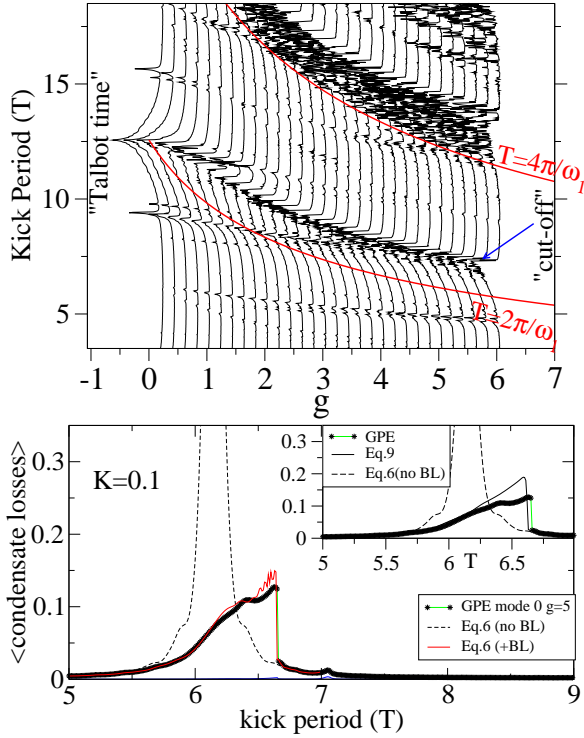 Kick Period (T)
15
10
5
"Talbot time"
T=4π/ω₁
"cut-off"
T=2π/ω₁
-1 0 1 2 3 4 5 6 7
g
<condensate losses>
0.3
0.2
0.1
0
K=0.1
GPE
Eq.9
Eq.6(no BL)
0.3
0.2
0.1
0
5 5.5 6 T 6.5
GPE mode 0 g=5
Eq.6 (no BL)
Eq.6 (+BL)
5 6 7 8 9
kick period (T)